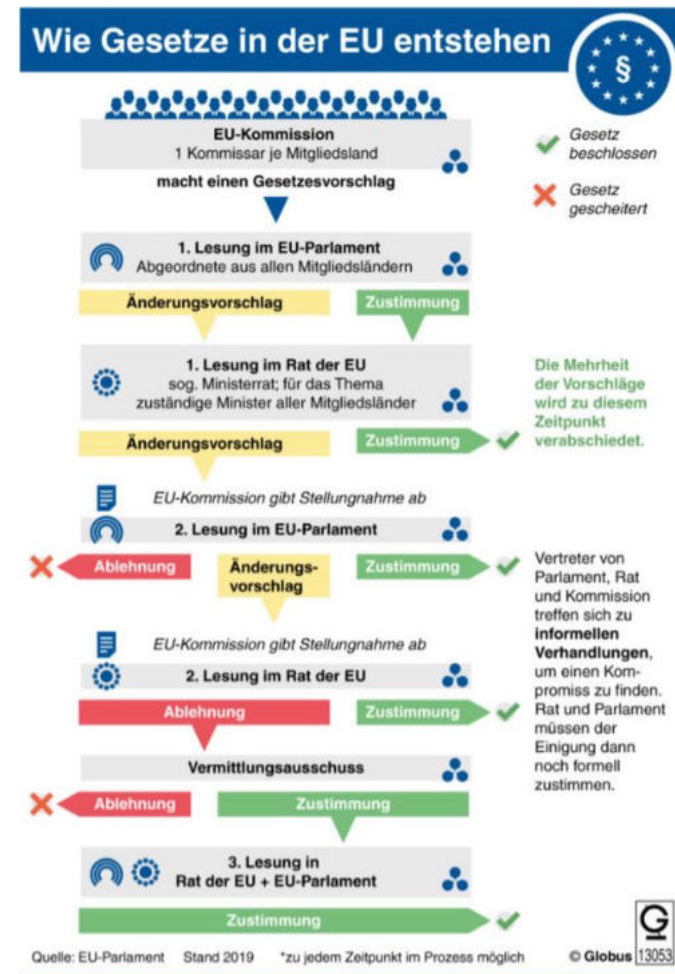 Wie Gesetze in der EU entstehen
§
EU-Kommission
1 Kommissar je Mitgliedsland
macht einen Gesetzesvorschlag
Gesetz
beschlossen
Gesetz
gescheitert
1. Lesung im EU-Parlament
Abgeordnete aus allen Mitgliedsländern
Änderungsvorschlag
Zustimmung
1. Lesung im Rat der EU
sog. Ministerrat; für das Thema
zuständige Minister aller Mitgliedsländer
Änderungsvorschlag
Zustimmung
Die Mehrheit
der Vorschläge
wird zu diesem
Zeitpunkt
verabschiedet.
EU-Kommission gibt Stellungnahme ab
2. Lesung im EU-Parlament
Ablehnung
Änderungs-
vorschlag
Zustimmung
EU-Kommission gibt Stellungnahme ab
2. Lesung im Rat der EU
Ablehnung
Zustimmung
Vertreter von
Parlament, Rat
und Kommission
treffen sich zu
informellen
Verhandlungen,
um einen Kom-
promiss zu finden.
Rat und Parlament
müssen der
Einigung dann
noch formell
zustimmen.
Vermittlungsausschuss
Ablehnung
Zustimmung
3. Lesung in
Rat der EU + EU-Parlament
Zustimmung
Quelle: EU-Parlament Stand 2019 *zu jedem Zeitpunkt im Prozess möglich © Globus 13053
G